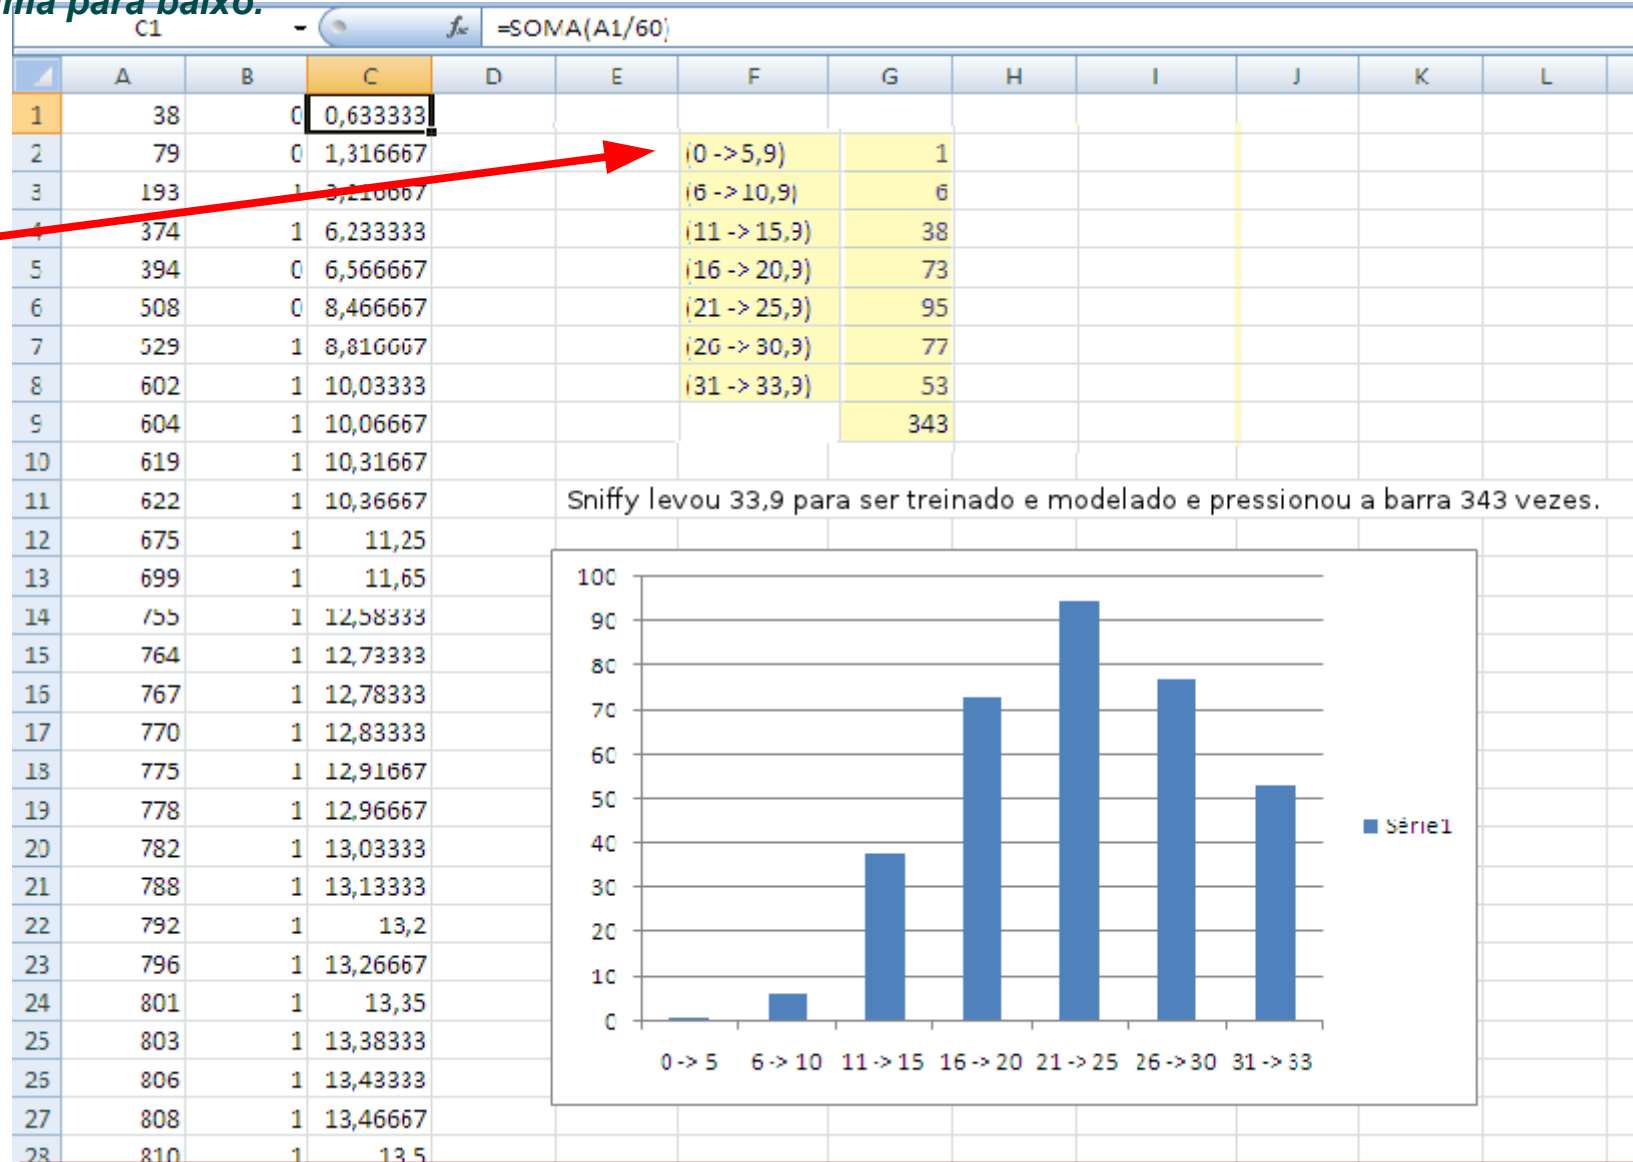 uma para baixo.
C1 fx =SOMA(A1/60)
A B C D E F G H I J K L
1 38 0 0,633333
2 79 0 1,316667 (0 ->5,9) 1
3 193 1 3,216667 (6 ->10,9) 6
4 374 1 6,233333 (11 -> 15,9) 38
5 394 0 6,566667 (16 -> 20,9) 73
6 508 0 8,466667 (21 -> 25,9) 95
7 529 1 8,816667 (26 -> 30,9) 77
8 602 1 10,03333 (31 -> 33,9) 53
9 604 1 10,06667 343
10 619 1 10,31667
11 622 1 10,36667 Sniffy levou 33,9 para ser treinado e modelado e pressionou a barra 343 vezes.
12 675 1 11,25
13 699 1 11,65
14 755 1 12,58333
15 764 1 12,73333
16 767 1 12,78333
17 770 1 12,83333
18 775 1 12,91667
19 778 1 12,96667
20 782 1 13,03333
21 788 1 13,13333
22 792 1 13,2
23 796 1 13,26667
24 801 1 13,35
25 803 1 13,38333
26 806 1 13,43333
27 808 1 13,46667
28 810 1 13,5
100
90
80
70
60
50
40
30
20
10
0
0 -> 5 6 -> 10 11 -> 15 16 -> 20 21 -> 25 26 -> 30 31 -> 33
Série1